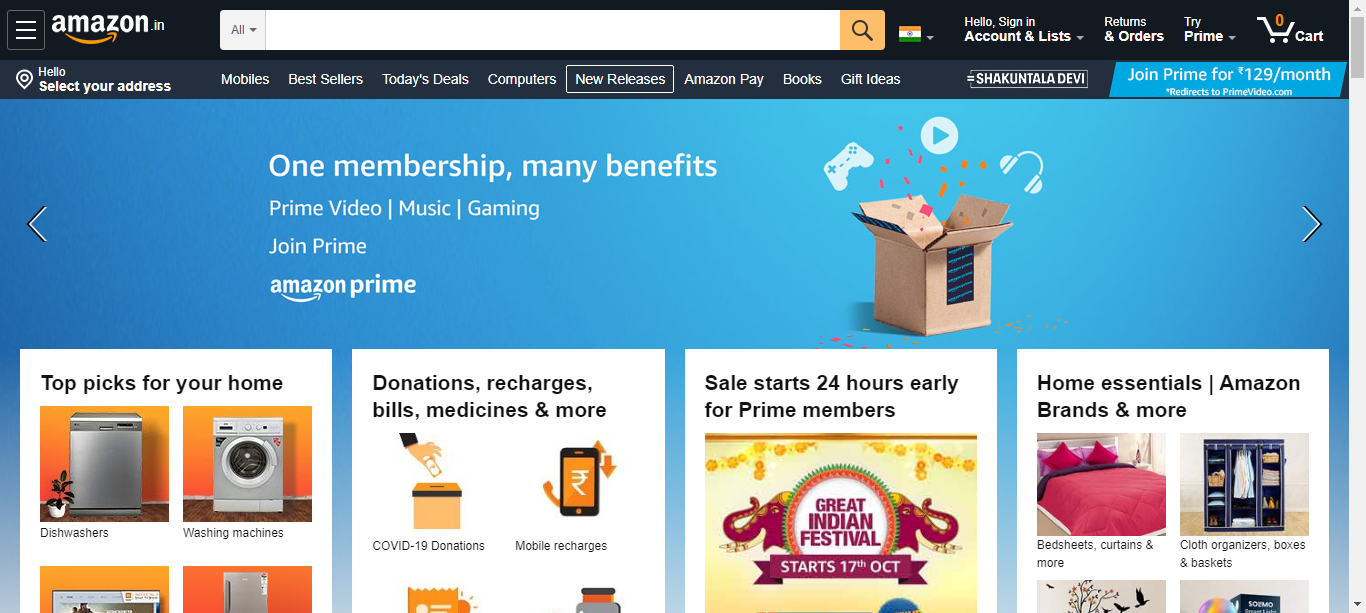 amazon.in
All
Hello, Sign in
Account & Lists
Returns
& Orders
Try
Prime
0
Cart
Hello
Select your address
Mobiles
Best Sellers
Today's Deals
Computers
New Releases
Amazon Pay
Books
Gift Ideas
SHAKUNTALA DEVI
Join Prime for ₹129/month
*Redirects to PrimeVideo.com
One membership, many benefits
Prime Video | Music | Gaming
Join Prime
amazon prime
Top picks for your home
Dishwashers
Washing machines
Donations, recharges,
bills, medicines & more
COVID-19 Donations
Mobile recharges
Sale starts 24 hours early
for Prime members
GREAT
INDIAN
FESTIVAL
STARTS 17th OCT
Home essentials | Amazon
Brands & more
Bedsheets, curtains &
more
Cloth organizers, boxes
& baskets